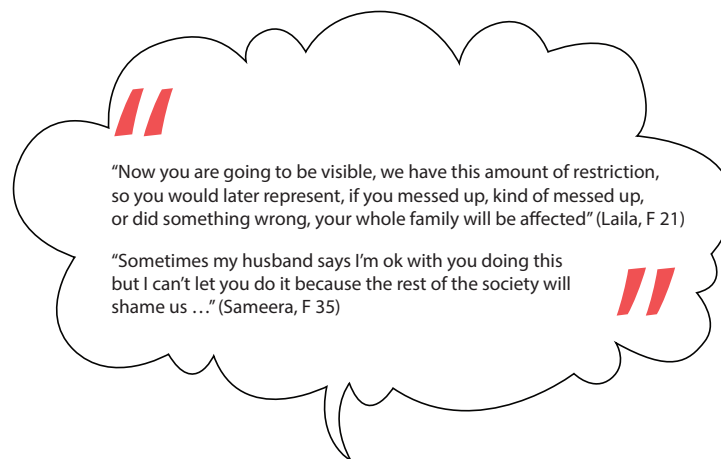 “Now you are going to be visible, we have this amount of restriction,
so you would later represent, if you messed up, kind of messed up,
or did something wrong, your whole family will be affected” (Laila, F 21)
“Sometimes my husband says I’m ok with you doing this
but I can’t let you do it because the rest of the society will
shame us …” (Sameera, F 35)